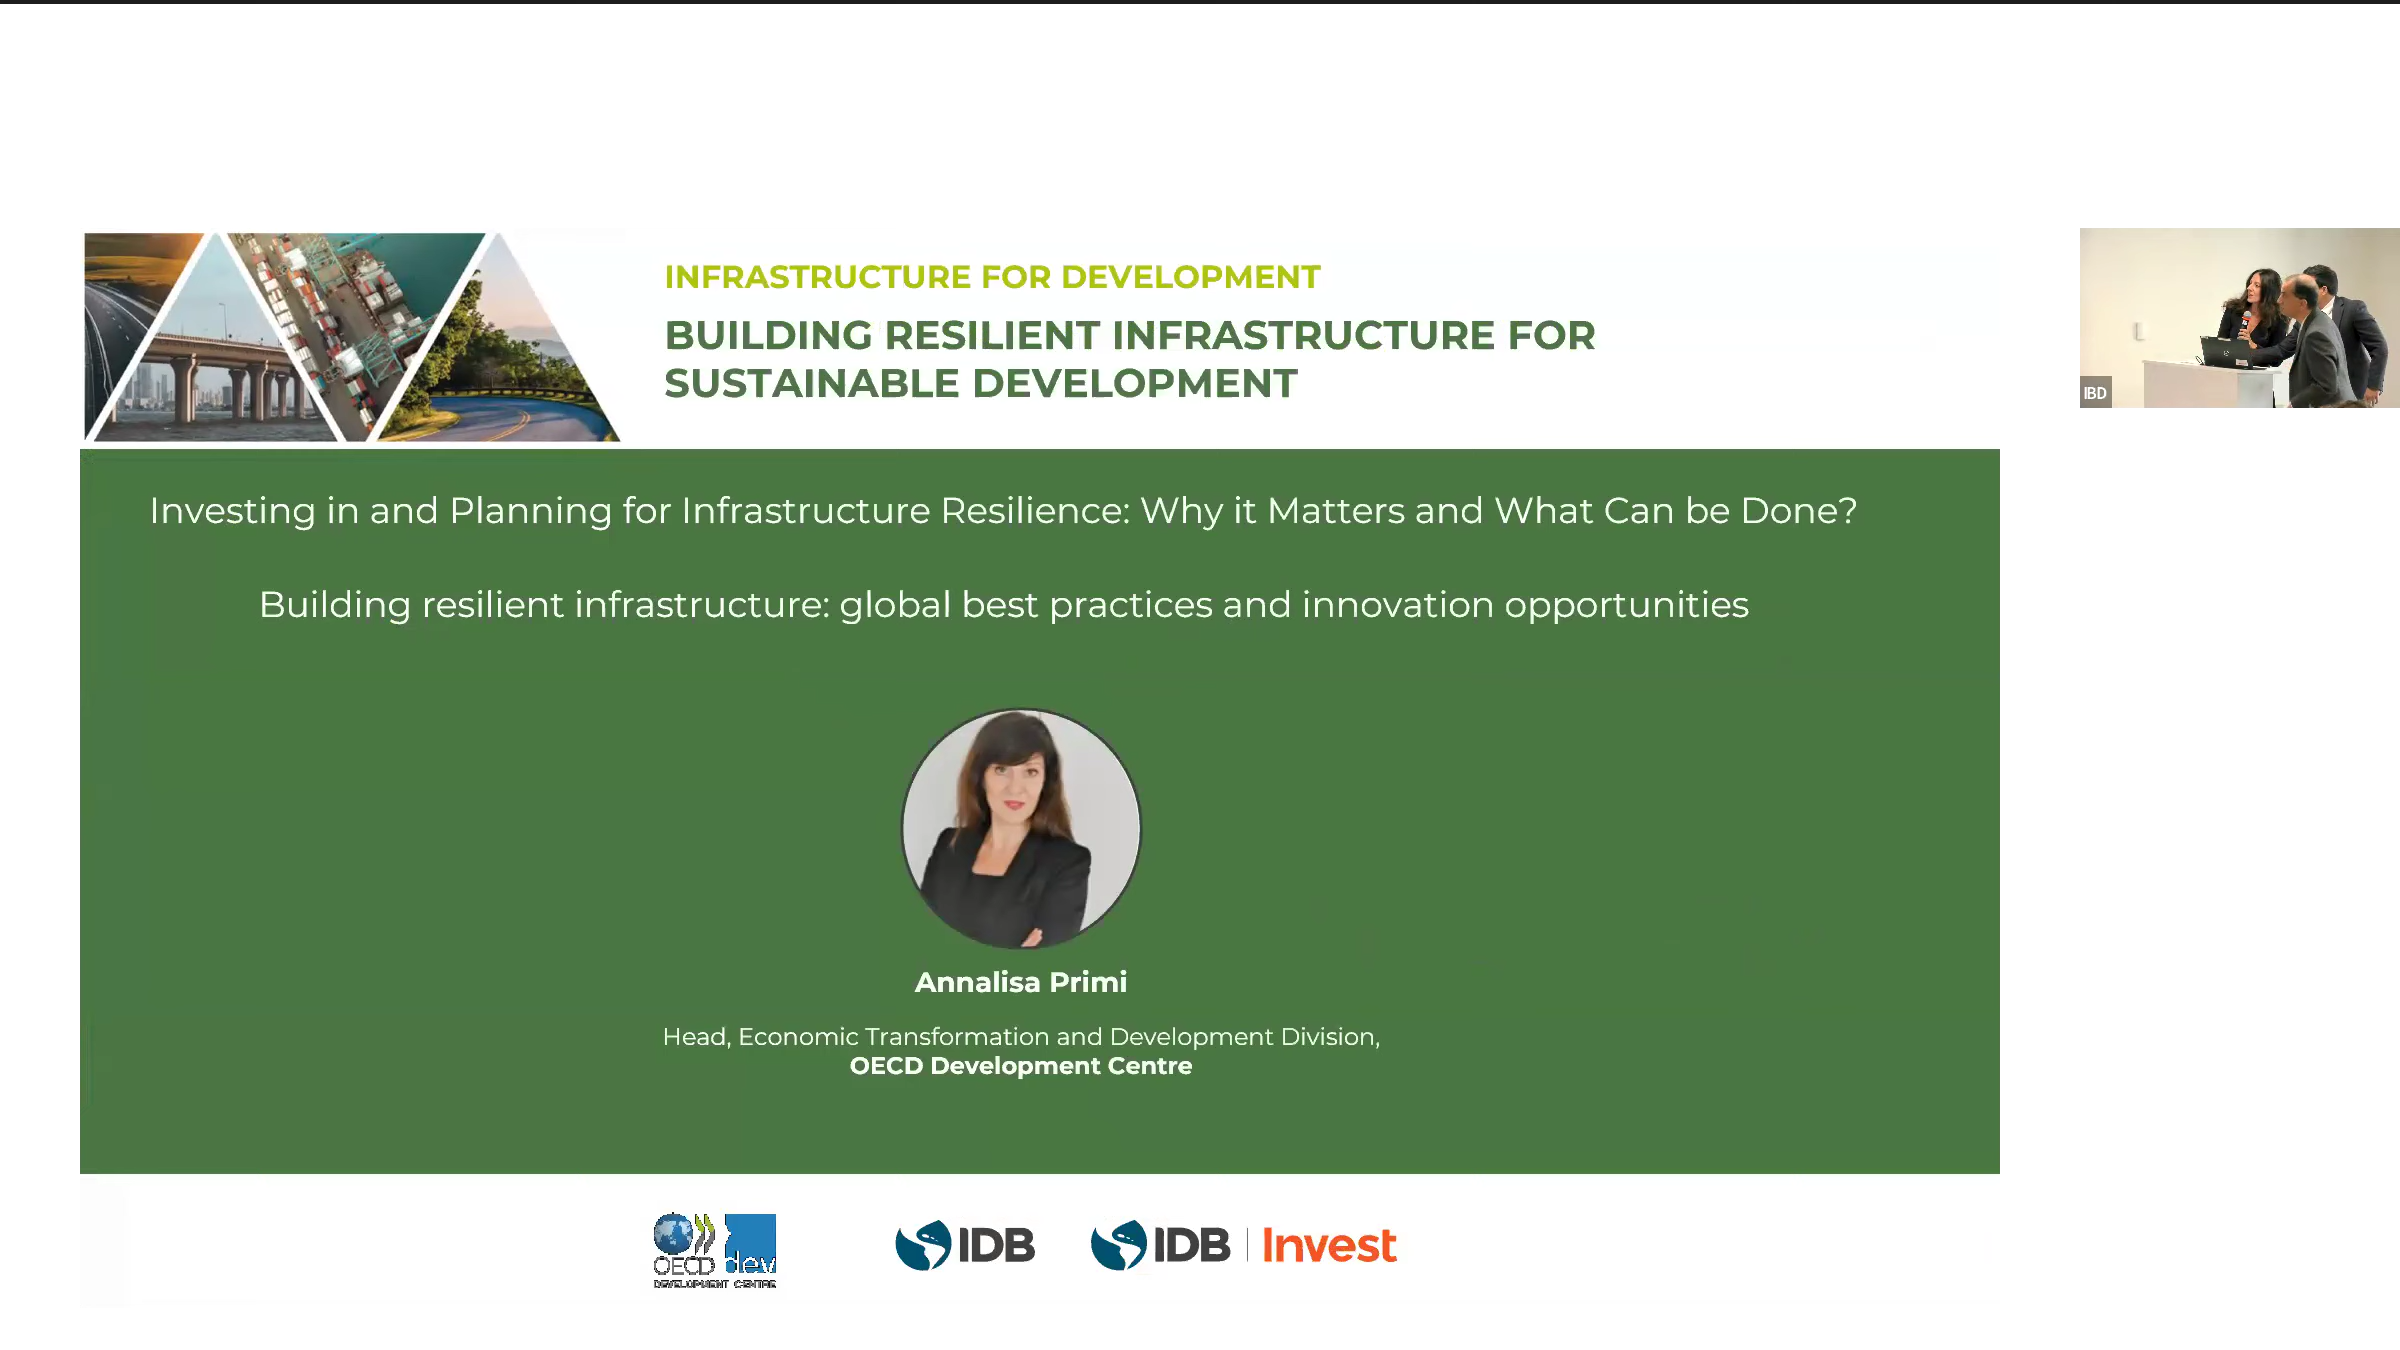 INFRASTRUCTURE FOR DEVELOPMENT
BUILDING RESILIENT INFRASTRUCTURE FOR
SUSTAINABLE DEVELOPMENT
IBD
Investing in and Planning for Infrastructure Resilience: Why it Matters and What Can be Done?
Building resilient infrastructure: global best practices and innovation opportunities
Annalisa Primi
Head, Economic Transformation and Development Division,
OECD Development Centre
OECD dev
DEVELOPMENT CENTRE
IDB
IDB | Invest